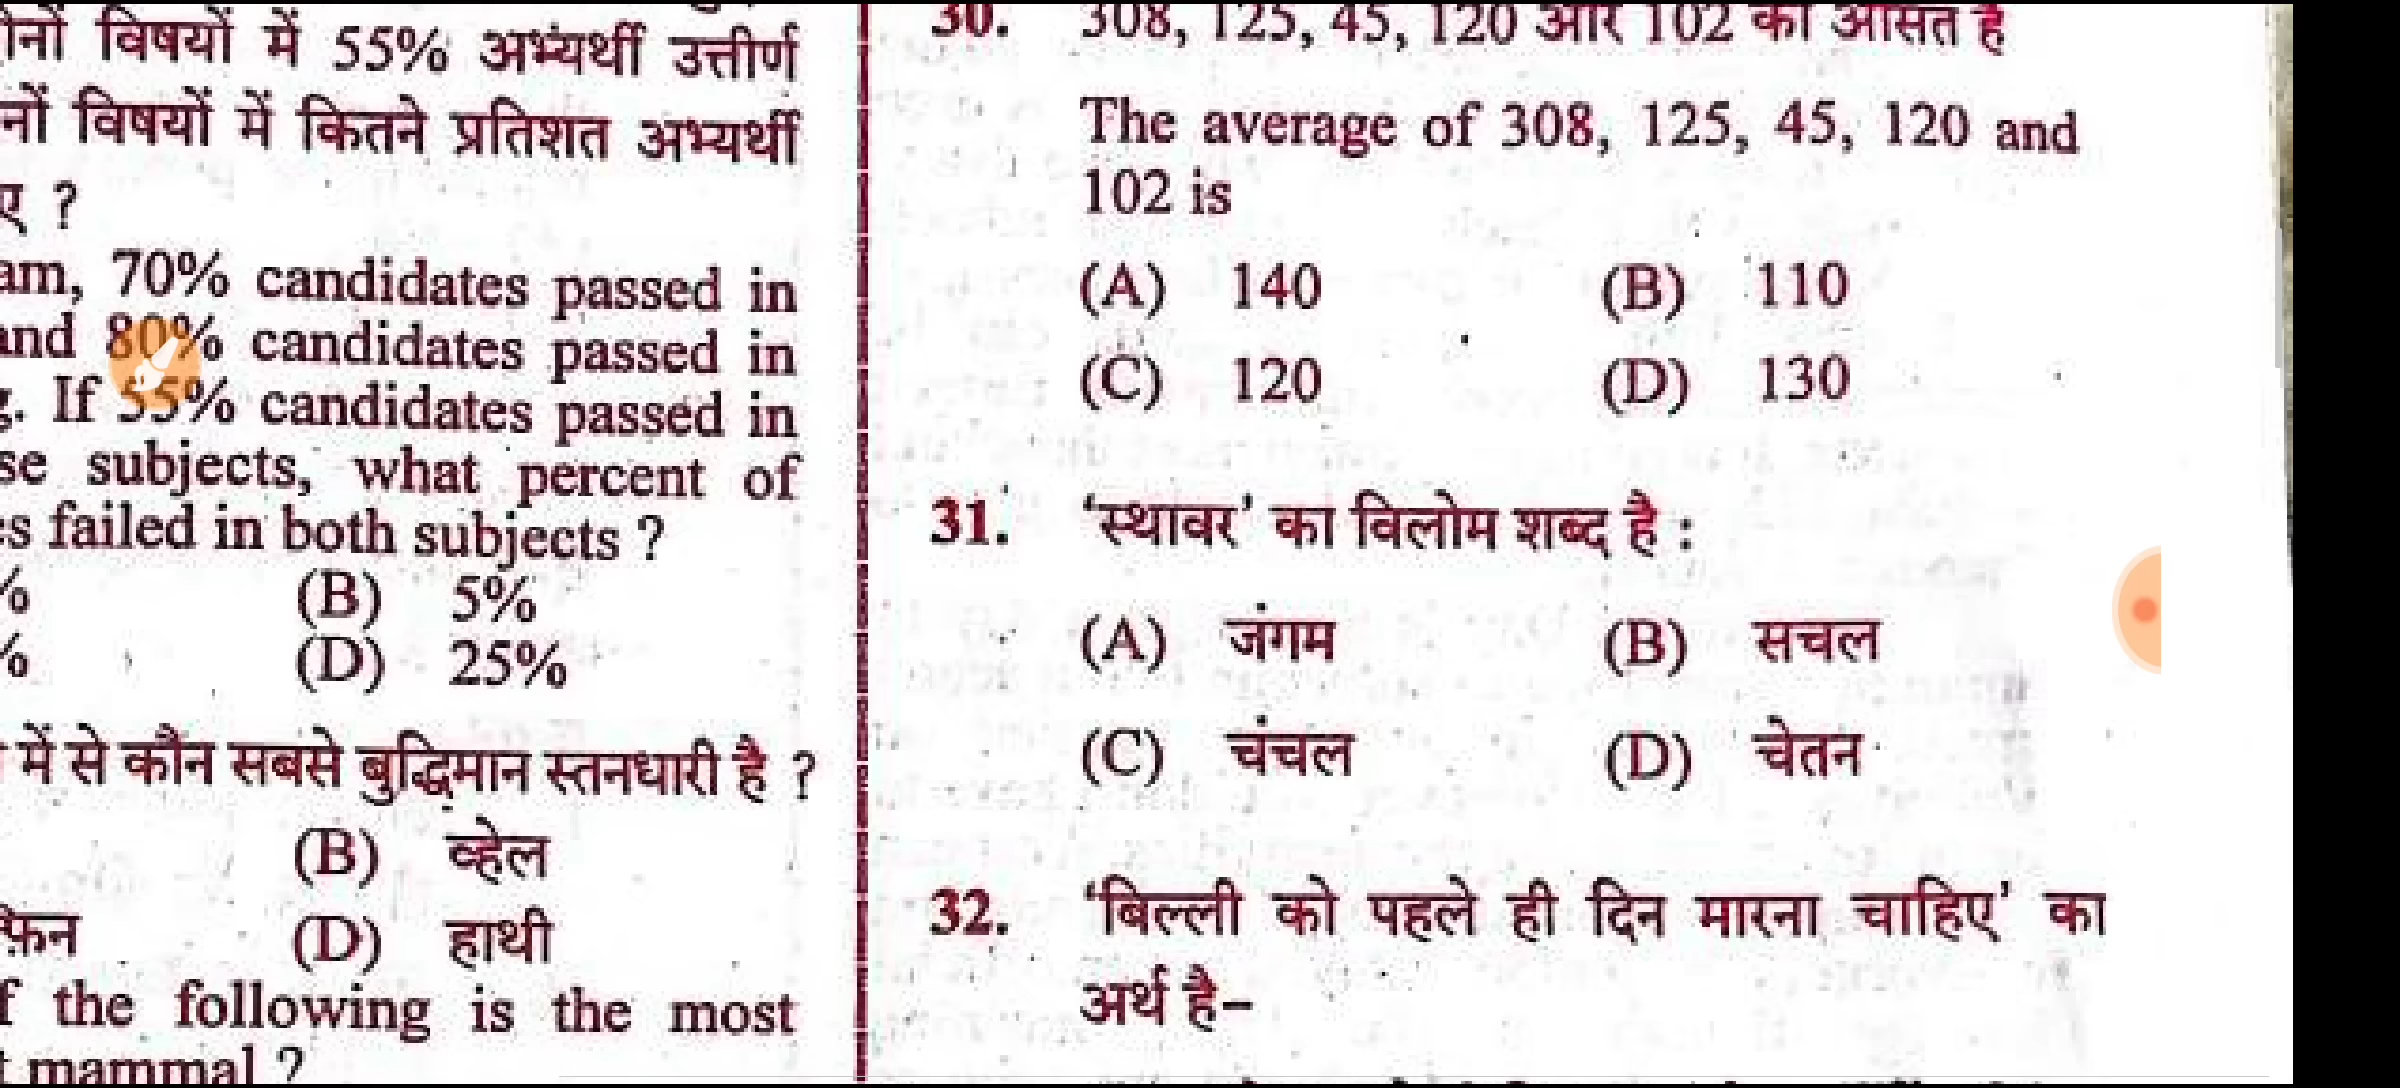 विषयों में 55% अभ्यर्थी उत्तीर्ण
विषयों में कितने प्रतिशत अभ्यर्थी
?
am, 70% candidates passed in
and 80% candidates passed in
. If 55% candidates passed in
se subjects, what percent of
es failed in both subjects ?
% (B) 5%
% (D) 25%
में से कौन सबसे बुद्धिमान स्तनधारी है ?
(B) व्हेल
फ़िन (D) हाथी
f the following is the most
t mammal ?
30. 308, 125, 45, 120 और 102 का औसत है
The average of 308, 125, 45, 120 and
102 is
(A) 140 (B) 110
(C) 120 (D) 130
31. ‘स्थावर’ का विलोम शब्द है :
(A) जंगम (B) सचल
(C) चंचल (D) चेतन
32. ‘बिल्ली को पहले ही दिन मारना चाहिए’ का
अर्थ है–